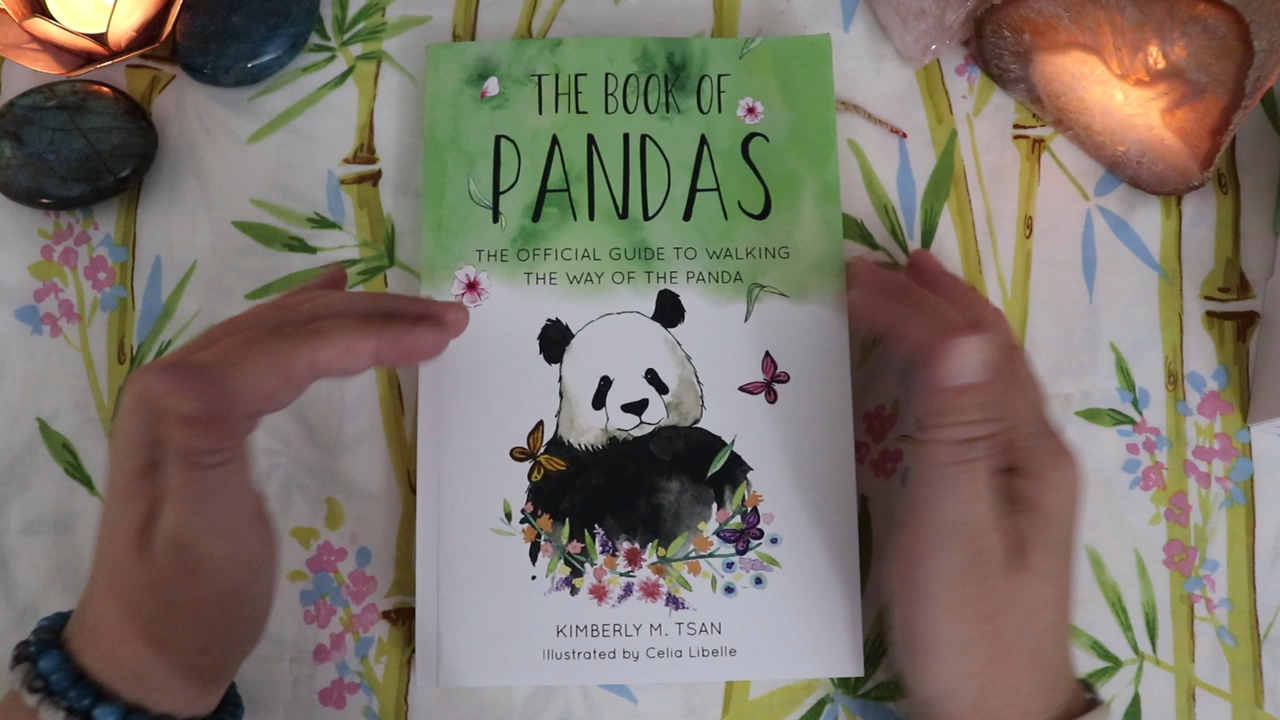 THE BOOK OF
PANDAS
THE OFFICIAL GUIDE TO WALKING
THE WAY OF THE PANDA
KIMBERLY M. TSAN
Illustrated by Celia Libelle